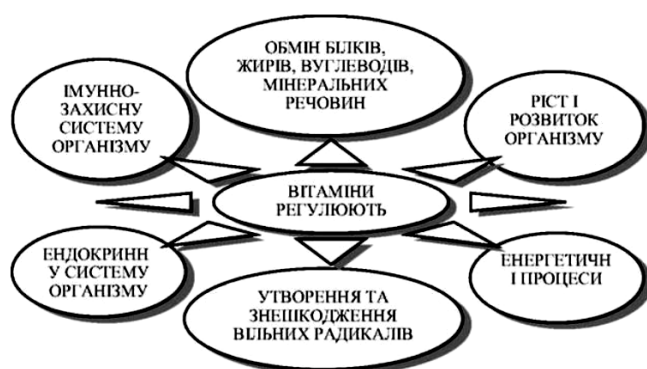 ОБМІН БІЛКІВ,
ЖИРІВ, ВУГЛЕВОДІВ,
МІНЕРАЛЬНИХ
РЕЧОВИН
ІМУННО-
ЗАХИСНУ
СИСТЕМУ
ОРГАНІЗМУ
РІСТ І
РОЗВИТОК
ОРГАНІЗМУ
ВІТАМІНИ
РЕГУЛЮЮТЬ
ЕНДОКРИНН
У СИСТЕМУ
ОРГАНІЗМУ
ЕНЕРГЕТИЧН
І ПРОЦЕСИ
УТВОРЕННЯ ТА
ЗНЕШКОДЖЕННЯ
ВІЛЬНИХ РАДИКАЛІВ